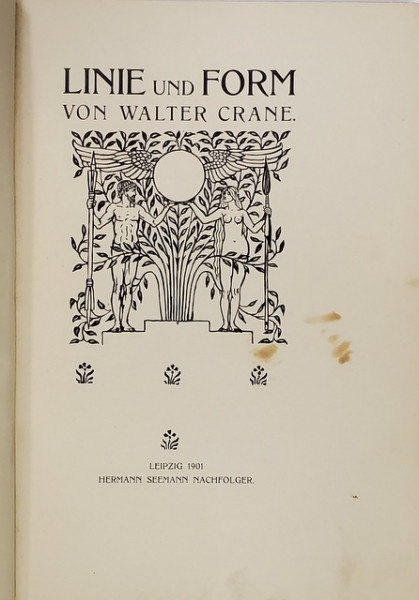 LINIE UND FORM
VON WALTER CRANE.
LEIPZIG 1901
HERMANN SEEMANN NACHFOLGER.